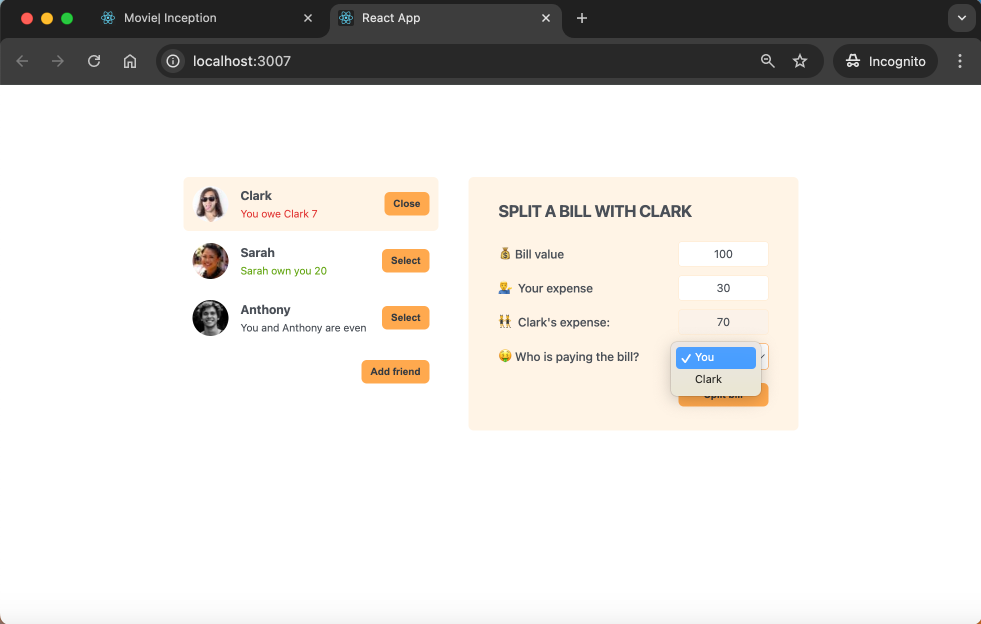 Movie| Inception
React App
localhost:3007
Incognito
Clark
You owe Clark 7
Close
Sarah
Sarah own you 20
Select
Anthony
You and Anthony are even
Select
Add friend
SPLIT A BILL WITH CLARK
💰 Bill value
100
💁‍♂️ Your expense
30
👬 Clark's expense:
70
🤑 Who is paying the bill?
✓ You
Clark
Split bill